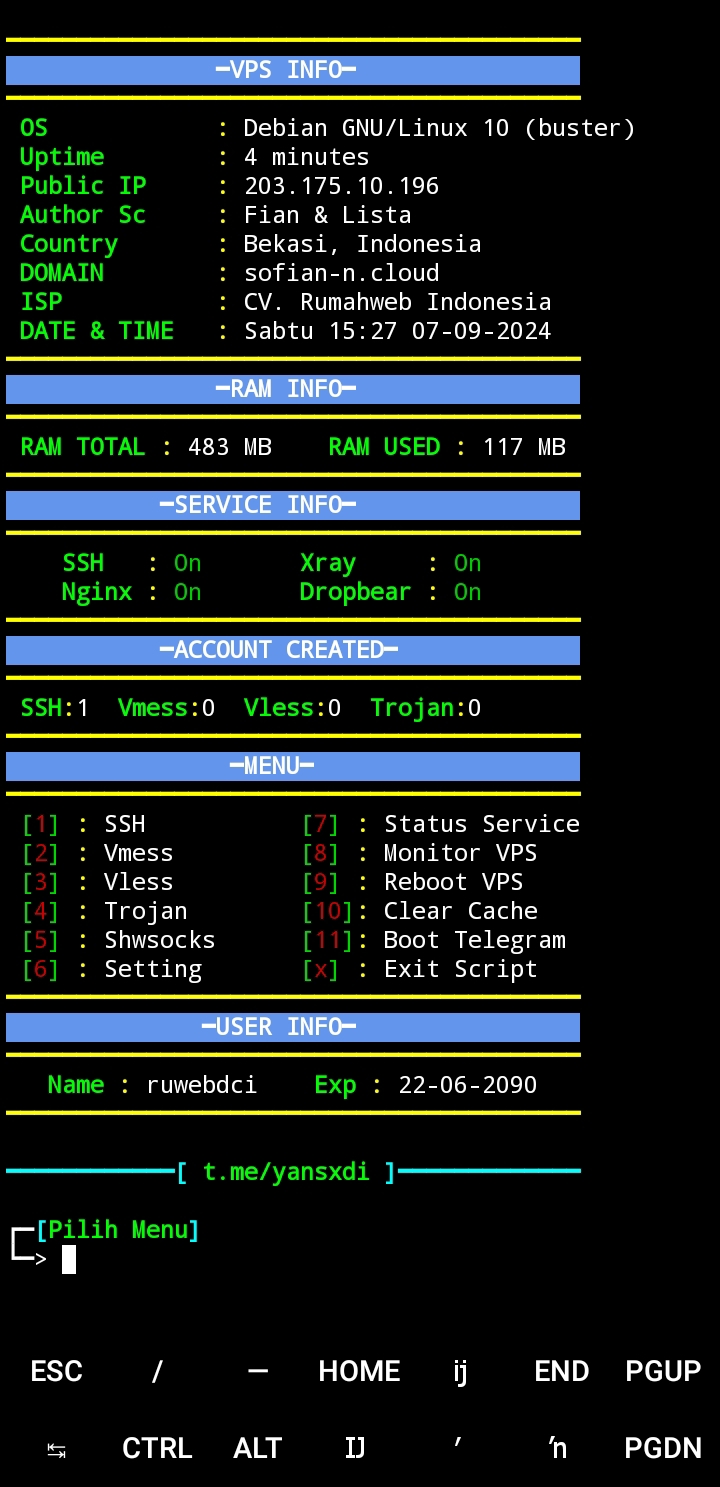 ━VPS INFO━
OS : Debian GNU/Linux 10 (buster)
Uptime : 4 minutes
Public IP : 203.175.10.196
Author Sc : Fian & Lista
Country : Bekasi, Indonesia
DOMAIN : sofian-n.cloud
ISP : CV. Rumahweb Indonesia
DATE & TIME : Sabtu 15:27 07-09-2024
━RAM INFO━
RAM TOTAL : 483 MB RAM USED : 117 MB
━SERVICE INFO━
SSH : On Xray : On
Nginx : On Dropbear : On
━ACCOUNT CREATED━
SSH:1 Vmess:0 Vless:0 Trojan:0
━MENU━
[1] : SSH [7] : Status Service
[2] : Vmess [8] : Monitor VPS
[3] : Vless [9] : Reboot VPS
[4] : Trojan [10]: Clear Cache
[5] : Shwsocks [11]: Boot Telegram
[6] : Setting [x] : Exit Script
━USER INFO━
Name : ruwebdci Exp : 22-06-2090
[ t.me/yansxdi ]
[Pilih Menu]
>
ESC / — HOME ĳ END PGUP
↹ CTRL ALT Ĳ ′ ŉ PGDN